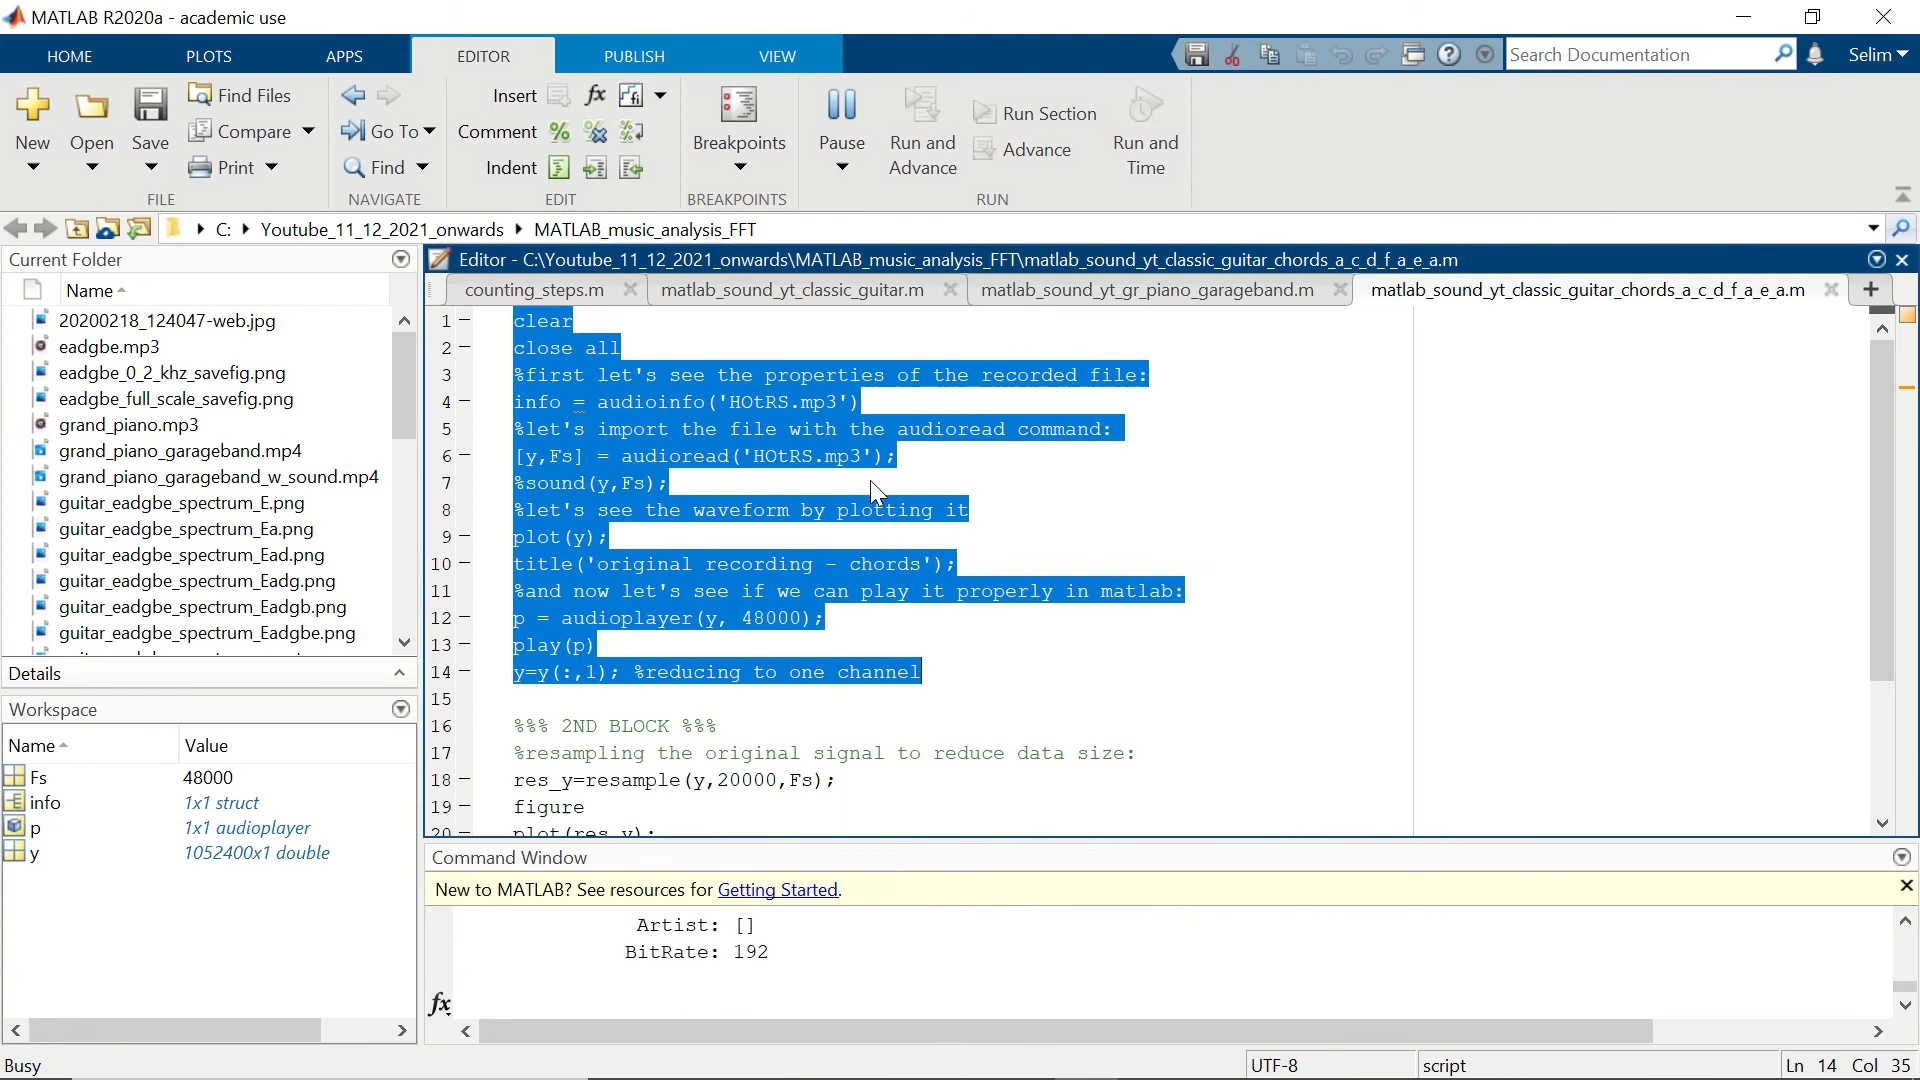 MATLAB R2020a - academic use
HOME PLOTS APPS EDITOR PUBLISH VIEW
Search Documentation
Selim
New
Open
Save
Find Files
Compare
Print
FILE
Go To
Find
NAVIGATE
Insert
Comment
Indent
EDIT
Breakpoints
BREAKPOINTS
Pause
Run and Advance
Run Section
Advance
Run and Time
RUN
C: Youtube_11_12_2021_onwards MATLAB_music_analysis_FFT
Current Folder
Name
20200218_124047-web.jpg
eadgbe.mp3
eadgbe_0_2_khz_savefig.png
eadgbe_full_scale_savefig.png
grand_piano.mp3
grand_piano_garageband.mp4
grand_piano_garageband_w_sound.mp4
guitar_eadgbe_spectrum_E.png
guitar_eadgbe_spectrum_Ea.png
guitar_eadgbe_spectrum_Ead.png
guitar_eadgbe_spectrum_Eadg.png
guitar_eadgbe_spectrum_Eadgb.png
guitar_eadgbe_spectrum_Eadgbe.png
Details
Workspace
Name Value
Fs 48000
info 1x1 struct
p 1x1 audioplayer
y 1052400x1 double
Editor - C:\Youtube_11_12_2021_onwards\MATLAB_music_analysis_FFT\matlab_sound_yt_classic_guitar_chords_a_c_d_f_a_e_a.m
counting_steps.m matlab_sound_yt_classic_guitar.m matlab_sound_yt_gr_piano_garageband.m matlab_sound_yt_classic_guitar_chords_a_c_d_f_a_e_a.m
1 clear
2 close all
3 %first let's see the properties of the recorded file:
4 info = audioinfo('HOtRS.mp3')
5 %let's import the file with the audioread command:
6 [y,Fs] = audioread('HOtRS.mp3');
7 %sound(y,Fs);
8 %let's see the waveform by plotting it
9 plot(y);
10 title('original recording - chords');
11 %and now let's see if we can play it properly in matlab:
12 p = audioplayer(y, 48000);
13 play(p)
14 y=y(:,1); %reducing to one channel
15
16 %%% 2ND BLOCK %%%
17 %resampling the original signal to reduce data size:
18 res_y=resample(y,20000,Fs);
19 figure
20 plot(res_y);
Command Window
New to MATLAB? See resources for Getting Started.
Artist: []
BitRate: 192
fx
Busy
UTF-8
script
Ln 14 Col 35